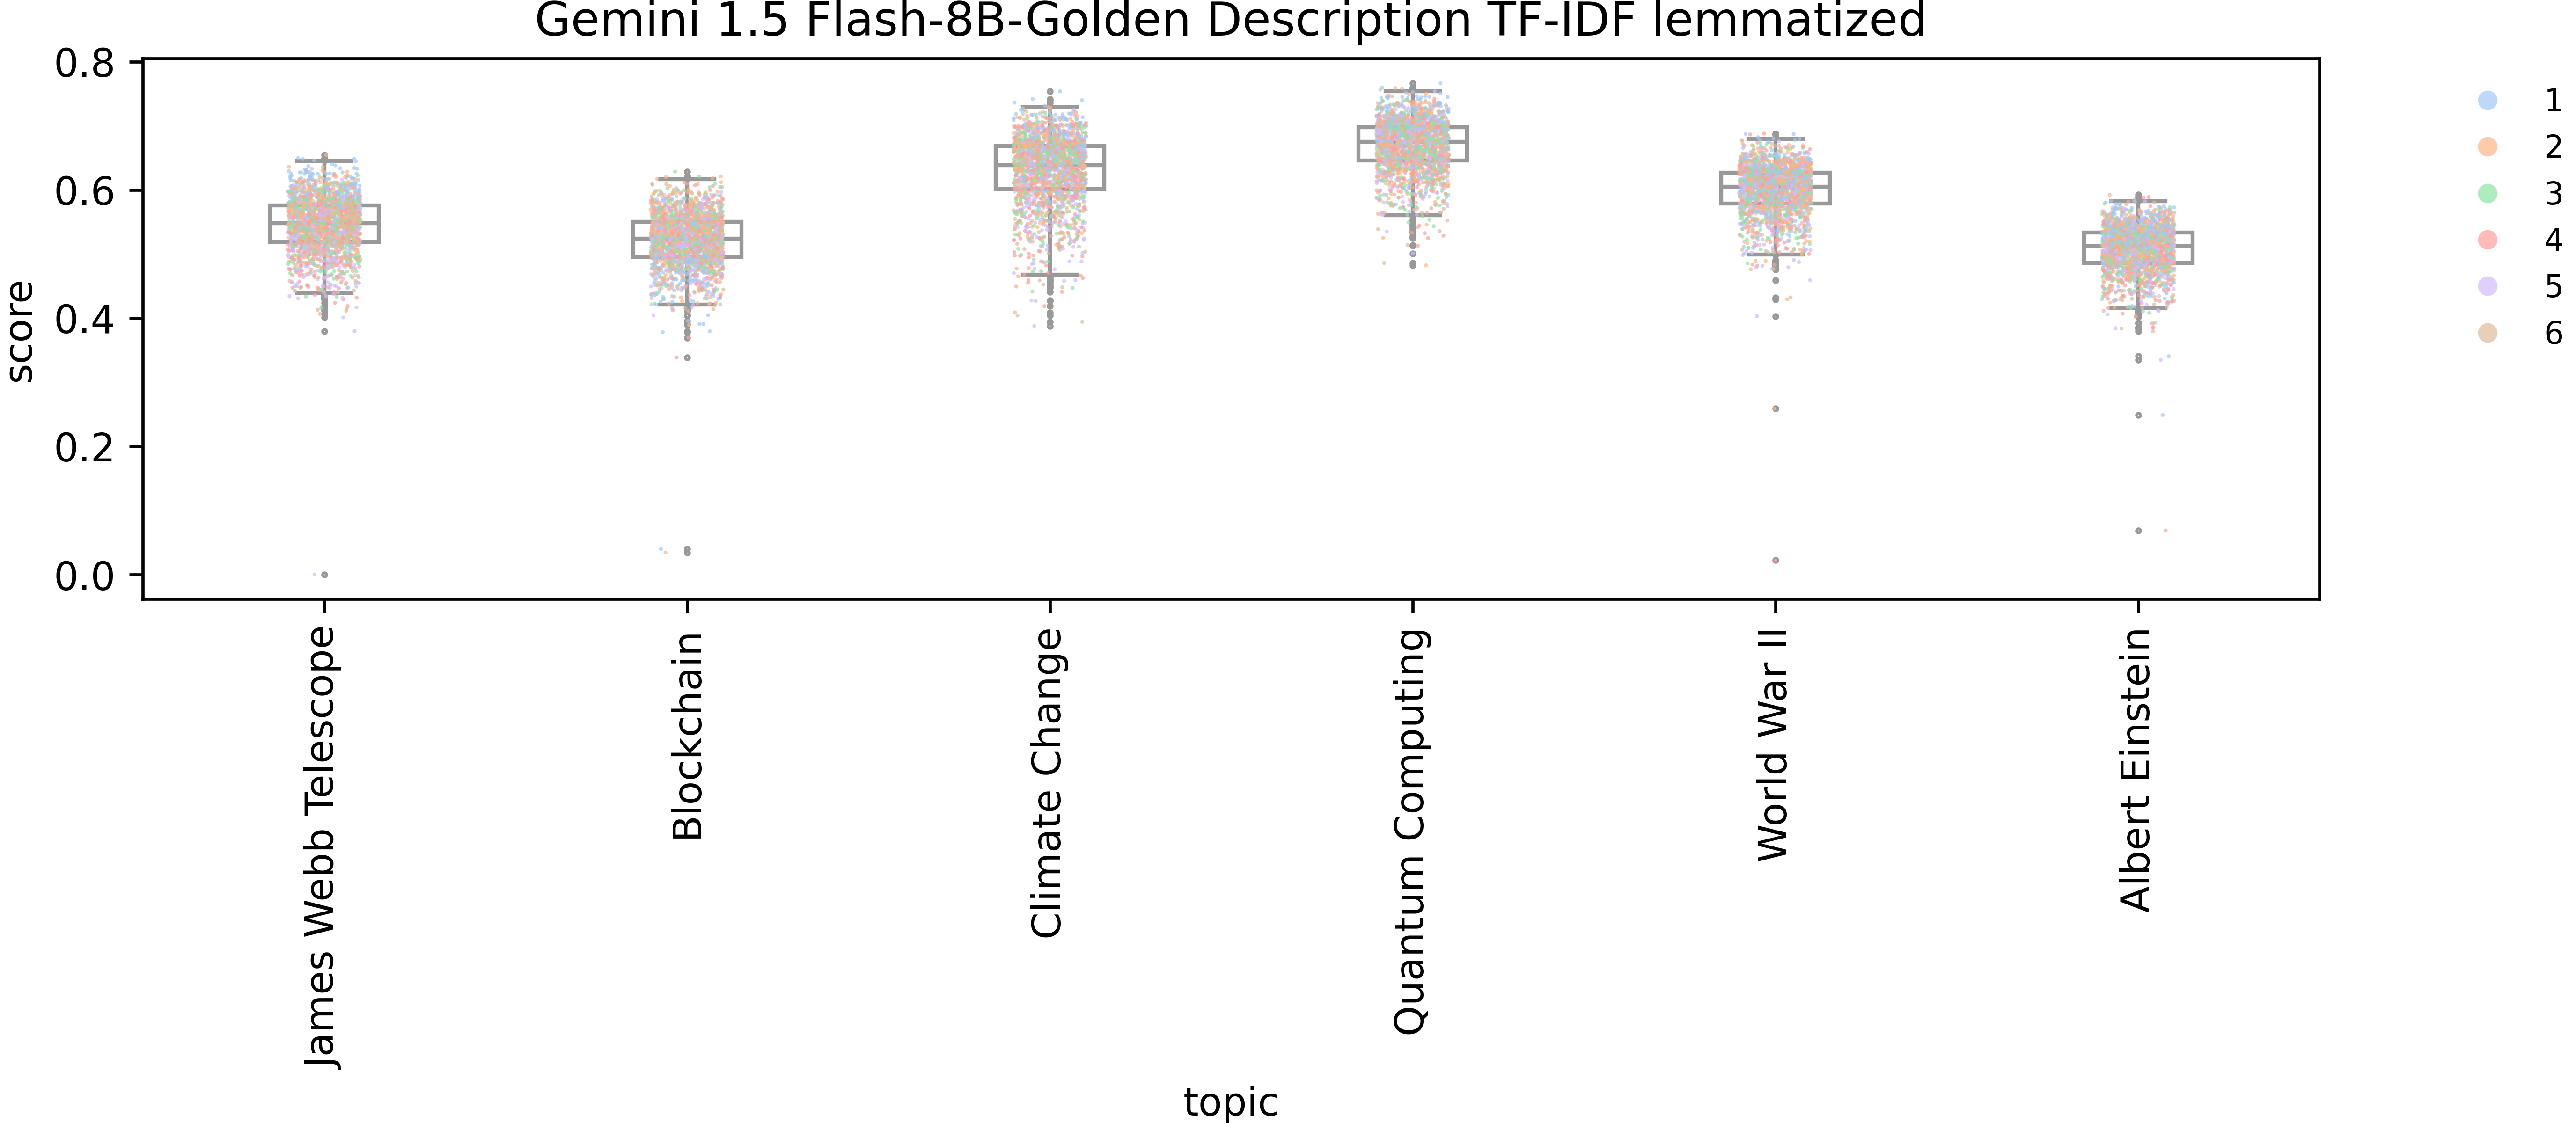 Gemini 1.5 Flash-8B-Golden Description TF-IDF lemmatized
score
0.8
0.6
0.4
0.2
0.0
James Webb Telescope
Blockchain
Climate Change
Quantum Computing
World War II
Albert Einstein
topic
1
2
3
4
5
6